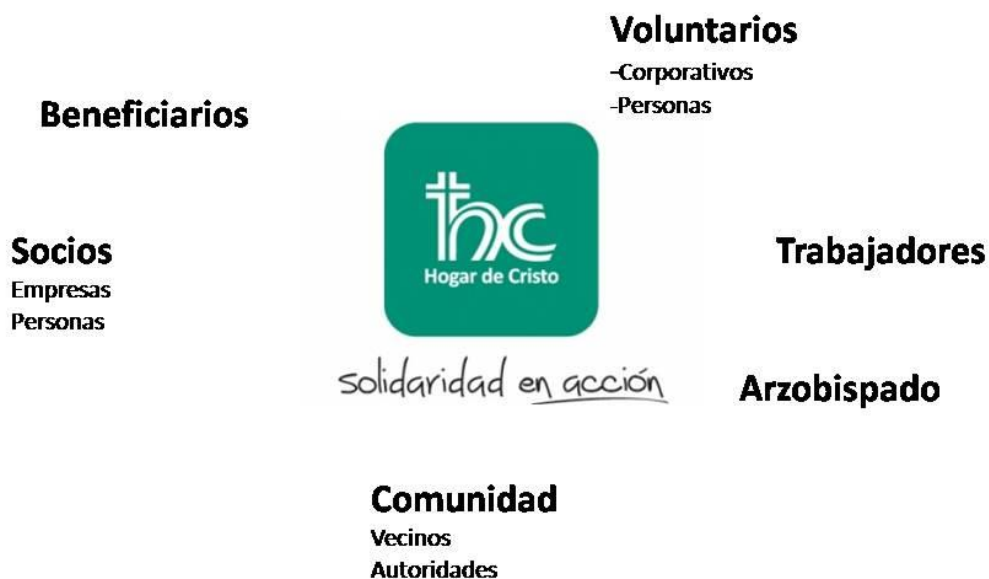 Voluntarios
-Corporativos
-Personas
Beneficiarios
hc
Hogar de Cristo
Socios
Empresas
Personas
Trabajadores
solidaridad en acción
Arzobispado
Comunidad
Vecinos
Autoridades